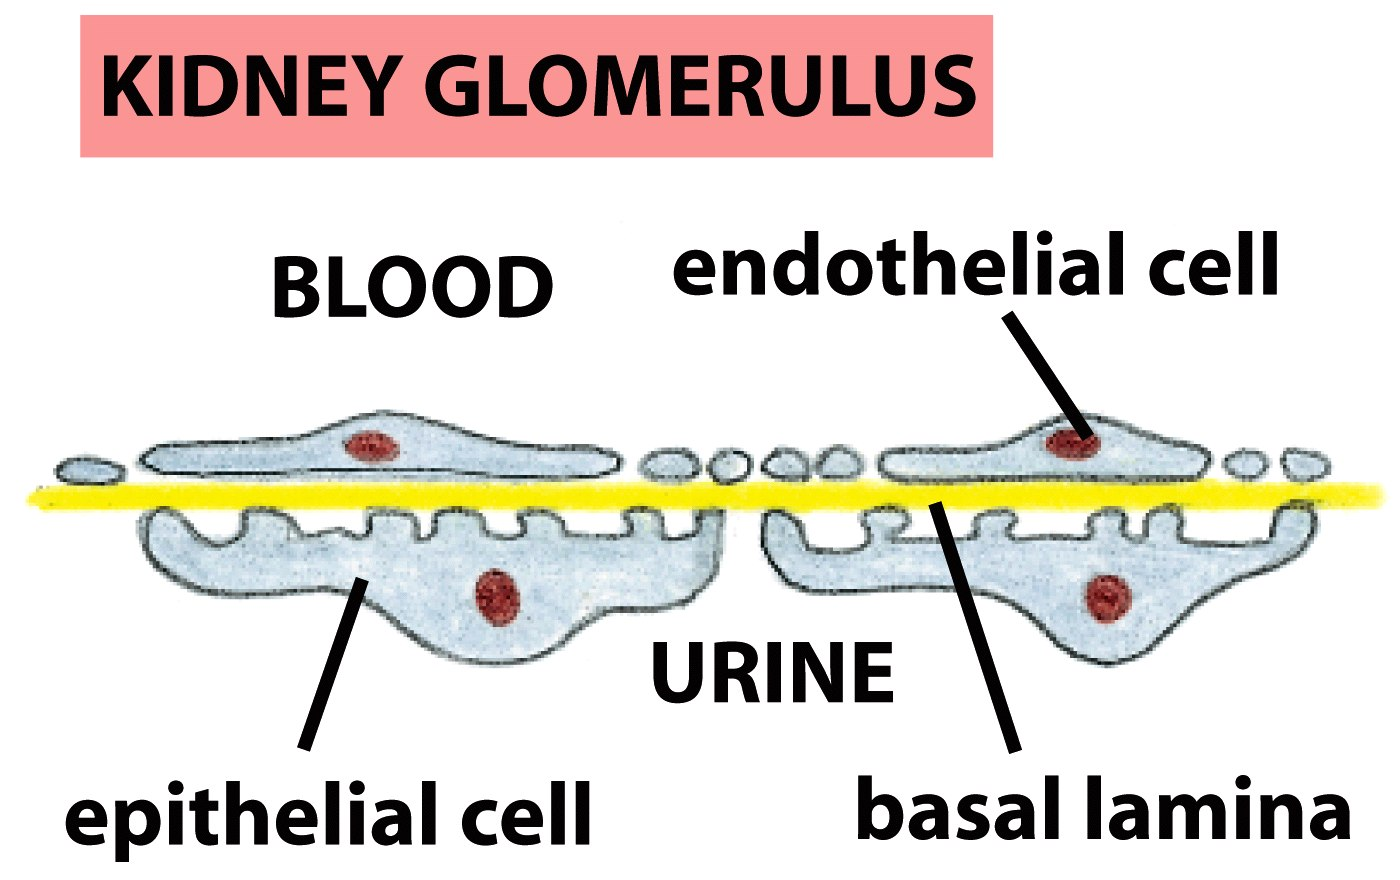 KIDNEY GLOMERULUS
BLOOD
endothelial cell
URINE
epithelial cell
basal lamina